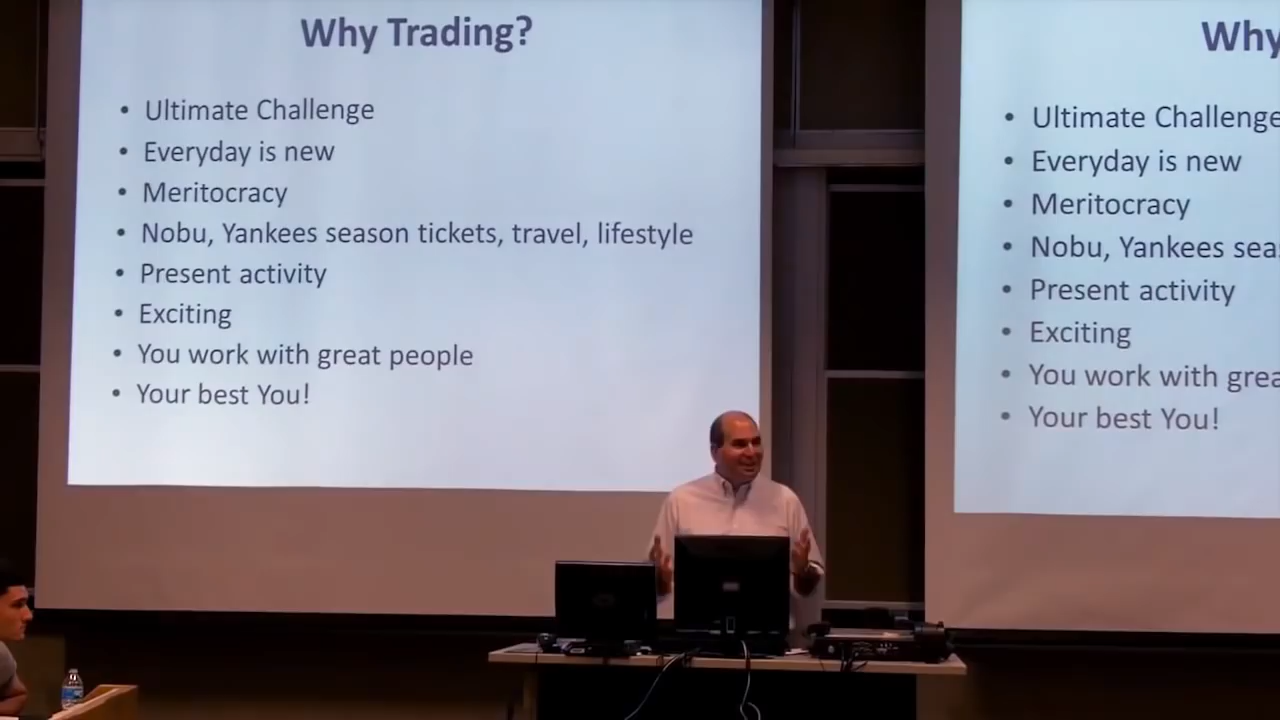 Why Trading?
• Ultimate Challenge
• Everyday is new
• Meritocracy
• Nobu, Yankees season tickets, travel, lifestyle
• Present activity
• Exciting
• You work with great people
• Your best You!
Why
• Ultimate Challenge
• Everyday is new
• Meritocracy
• Nobu, Yankees sea
• Present activity
• Exciting
• You work with grea
• Your best You!